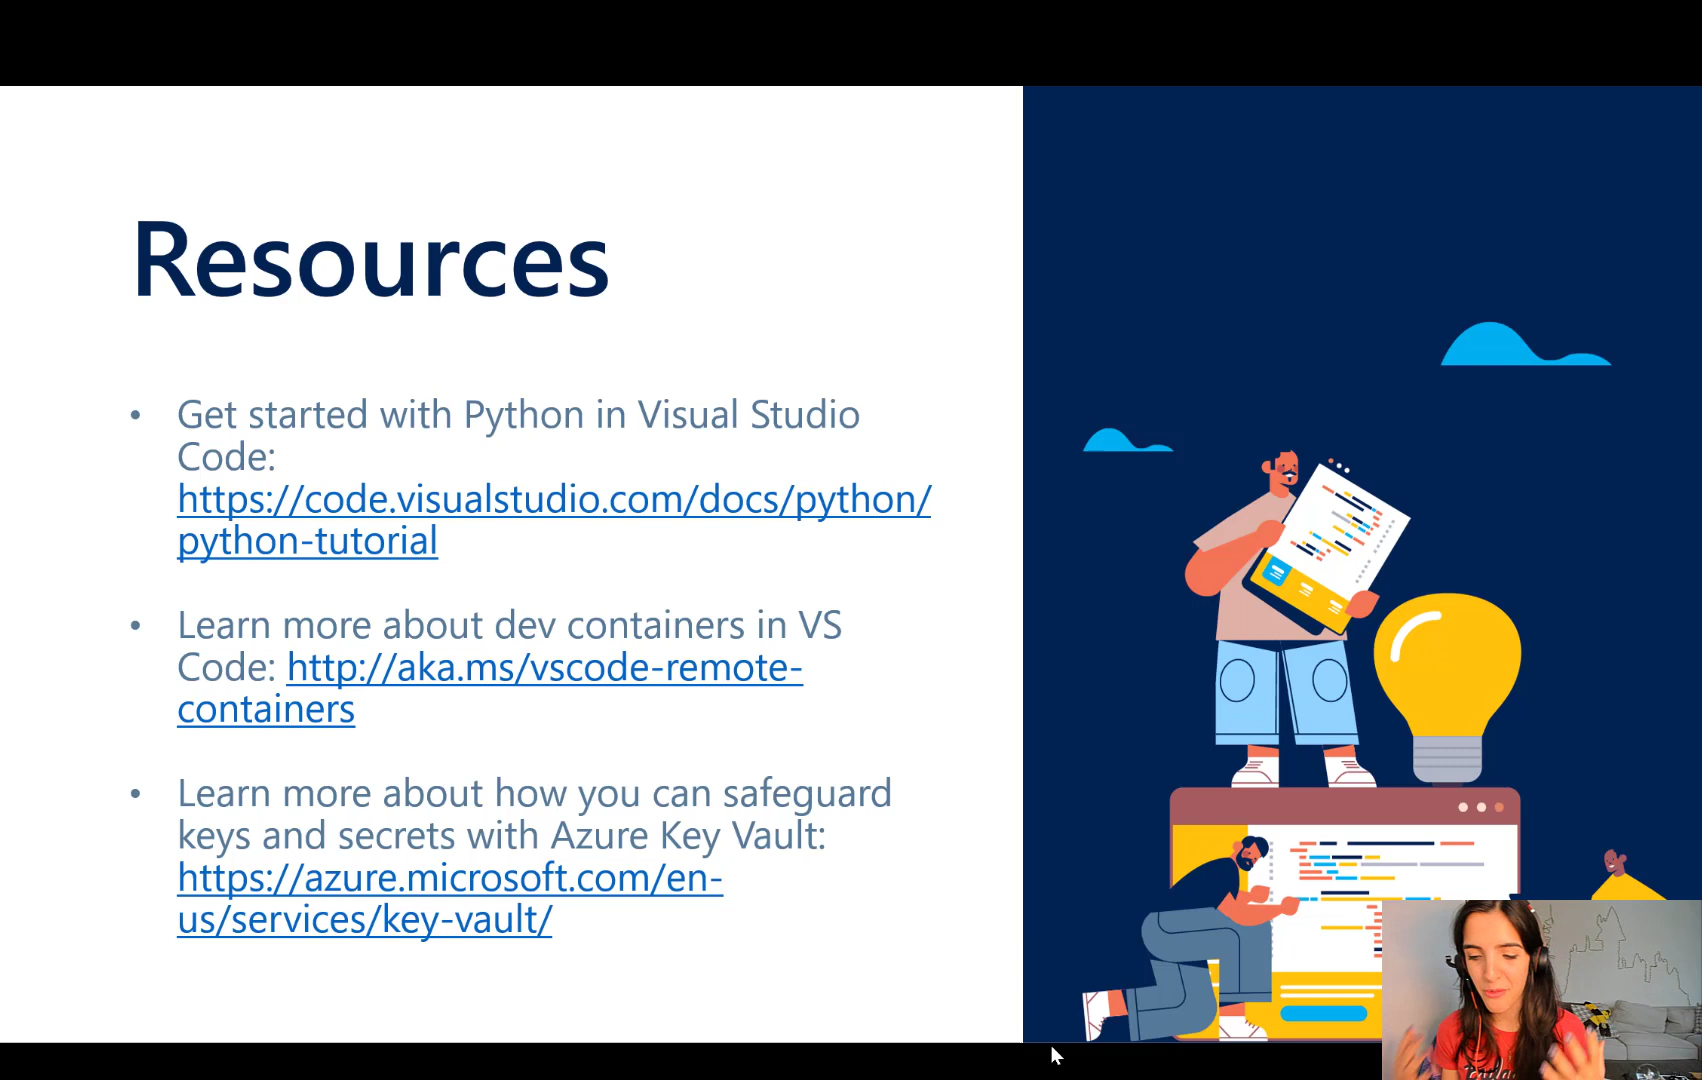 Resources
• Get started with Python in Visual Studio
Code:
https://code.visualstudio.com/docs/python/
python-tutorial
• Learn more about dev containers in VS
Code: http://aka.ms/vscode-remote-
containers
• Learn more about how you can safeguard
keys and secrets with Azure Key Vault:
https://azure.microsoft.com/en-
us/services/key-vault/